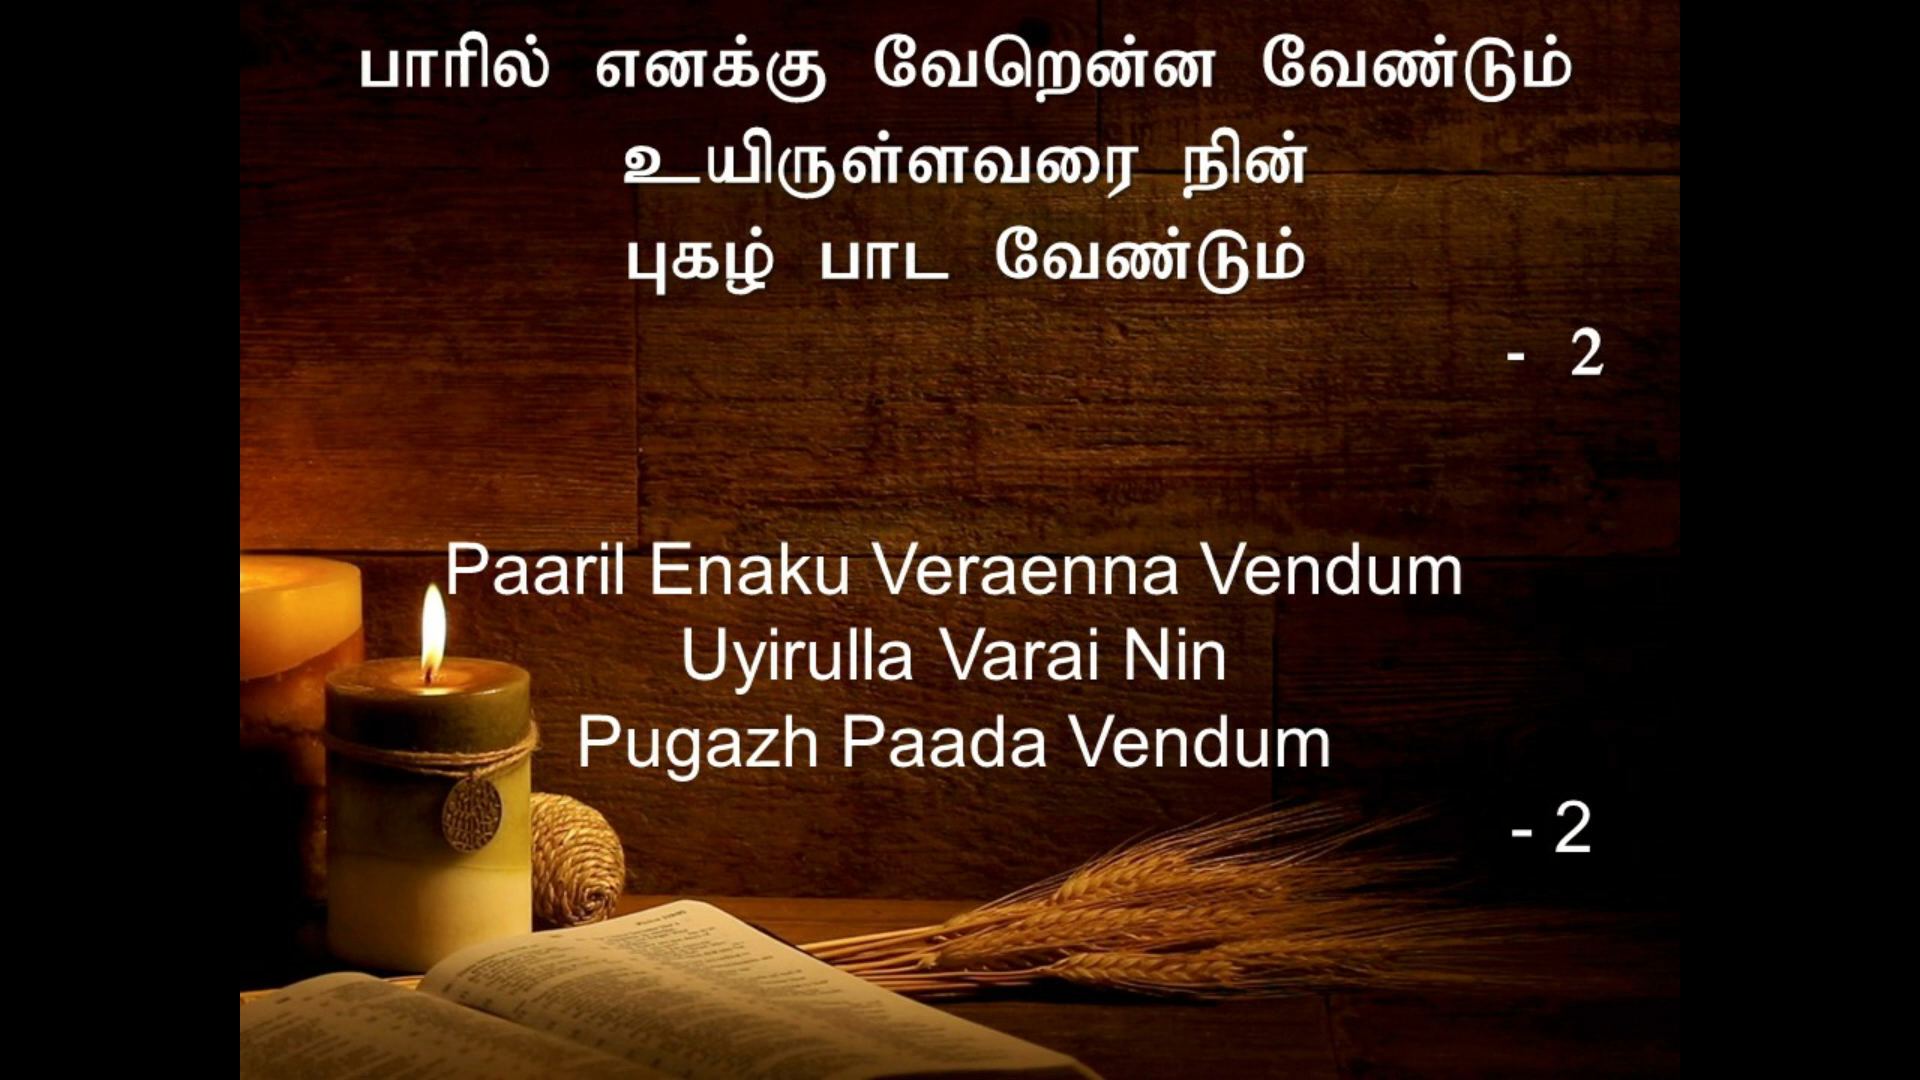 பாரில் எனக்கு வேறென்ன வேண்டும்
உயிருள்ளவரை நின்
புகழ் பாட வேண்டும்
- 2
Paaril Enaku Veraenna Vendum
Uyirulla Varai Nin
Pugazh Paada Vendum
- 2